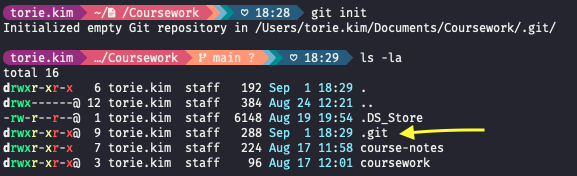 torie.kim ~/ /Coursework ♡ 18:28 git init
Initialized empty Git repository in /Users/torie.kim/Documents/Coursework/.git/
torie.kim …/Coursework main ? ♡ 18:29 ls -la
total 16
drwxr-xr-x 6 torie.kim staff 192 Sep 1 18:29 .
drwx------@ 12 torie.kim staff 384 Aug 24 12:21 ..
-rw-r--r--@ 1 torie.kim staff 6148 Aug 19 19:54 .DS_Store
drwxr-xr-x@ 9 torie.kim staff 288 Sep 1 18:29 .git
drwxr-xr-x@ 7 torie.kim staff 224 Aug 17 11:58 course-notes
drwxr-xr-x@ 3 torie.kim staff 96 Aug 17 12:01 coursework